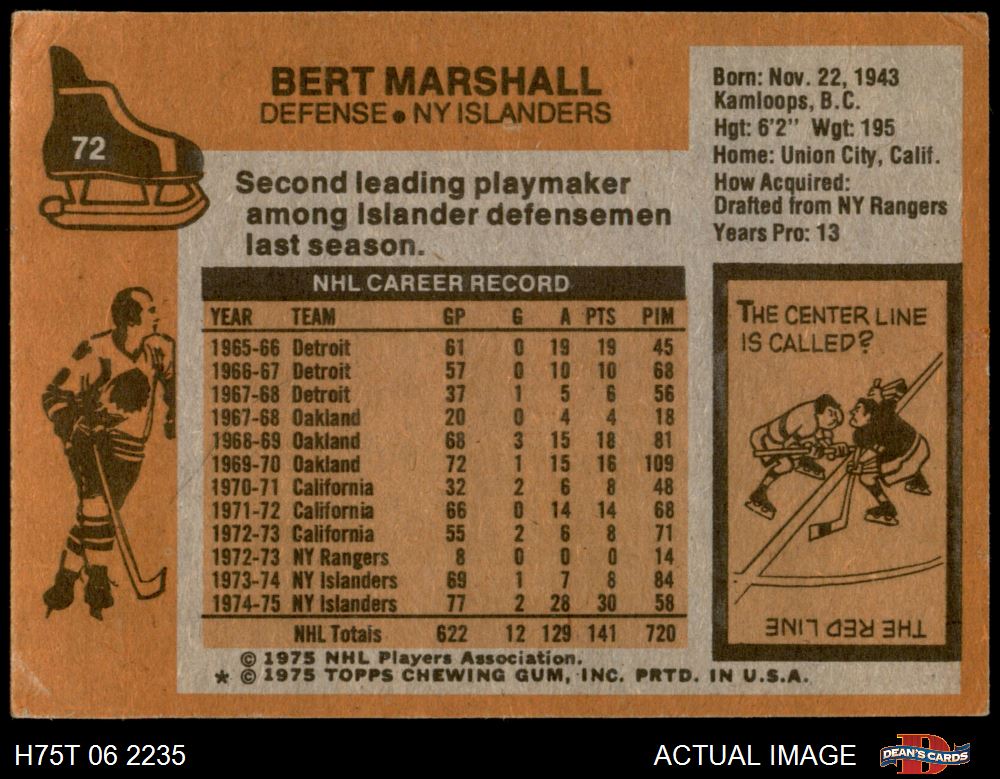 72
BERT MARSHALL
DEFENSE • NY ISLANDERS
Second leading playmaker
among Islander defensemen
last season.
NHL CAREER RECORD
YEAR TEAM GP G A PTS PIM
1965-66 Detroit 61 0 19 19 45
1966-67 Detroit 57 0 10 10 68
1967-68 Detroit 37 1 5 6 56
1967-68 Oakland 20 0 4 4 18
1968-69 Oakland 68 3 15 18 81
1969-70 Oakland 72 1 15 16 109
1970-71 California 32 2 6 8 48
1971-72 California 66 0 14 14 68
1972-73 California 55 2 6 8 71
1972-73 NY Rangers 8 0 0 0 14
1973-74 NY Islanders 69 1 7 8 84
1974-75 NY Islanders 77 2 28 30 58
NHL Totals 622 12 129 141 720
© 1975 NHL Players Association.
* © 1975 TOPPS CHEWING GUM, INC. PRTD. IN U.S.A.
Born: Nov. 22, 1943
Kamloops, B.C.
Hgt: 6'2" Wgt: 195
Home: Union City, Calif.
How Acquired:
Drafted from NY Rangers
Years Pro: 13
THE CENTER LINE
IS CALLED?
THE RED LINE
H75T 06 2235
ACTUAL IMAGE
D
DEAN'S CARDS